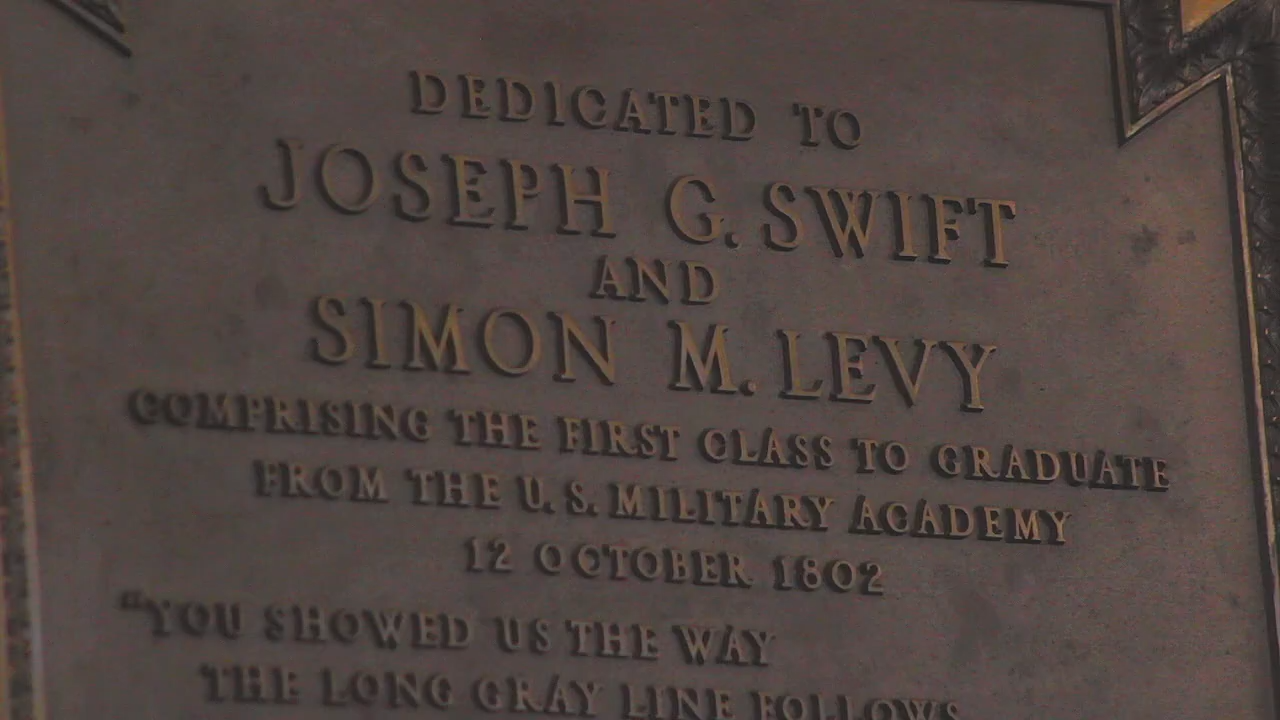 DEDICATED TO
JOSEPH G. SWIFT
AND
SIMON M. LEVY
COMPRISING THE FIRST CLASS TO GRADUATE
FROM THE U. S. MILITARY ACADEMY
12 OCTOBER 1802
"YOU SHOWED US THE WAY
THE LONG GRAY LINE FOLLOWS